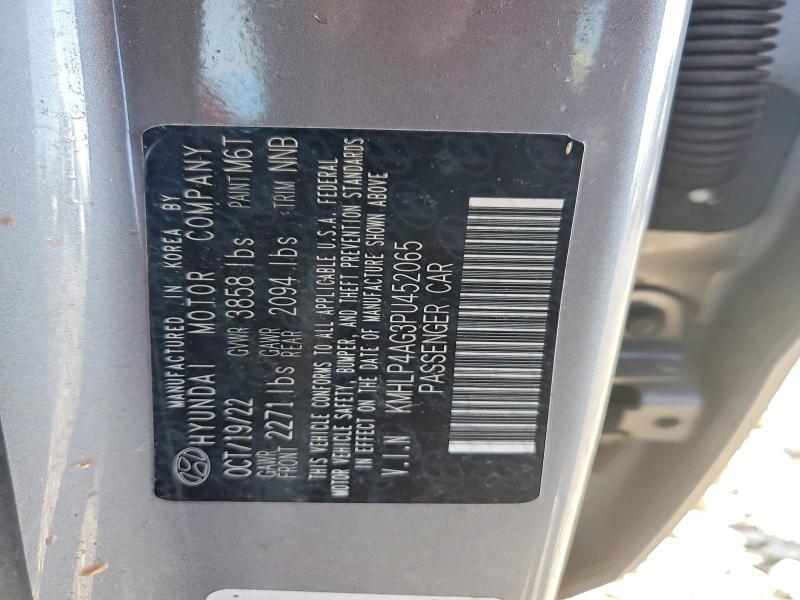 MANUFACTURED IN KOREA BY
HYUNDAI MOTOR COMPANY
OCT/19/22 GVWR 3858 lbs PAINT M6T
GAWR FRONT 2271 lbs GAWR REAR 2094 lbs TRIM NNB
THIS VEHICLE CONFORMS TO ALL APPLICABLE U.S.A. FEDERAL
MOTOR VEHICLE SAFETY, BUMPER, AND THEFT PREVENTION STANDARDS
IN EFFECT ON THE DATE OF MANUFACTURE SHOWN ABOVE
V.I.N KMHLP4AG3PU452065
PASSENGER CAR